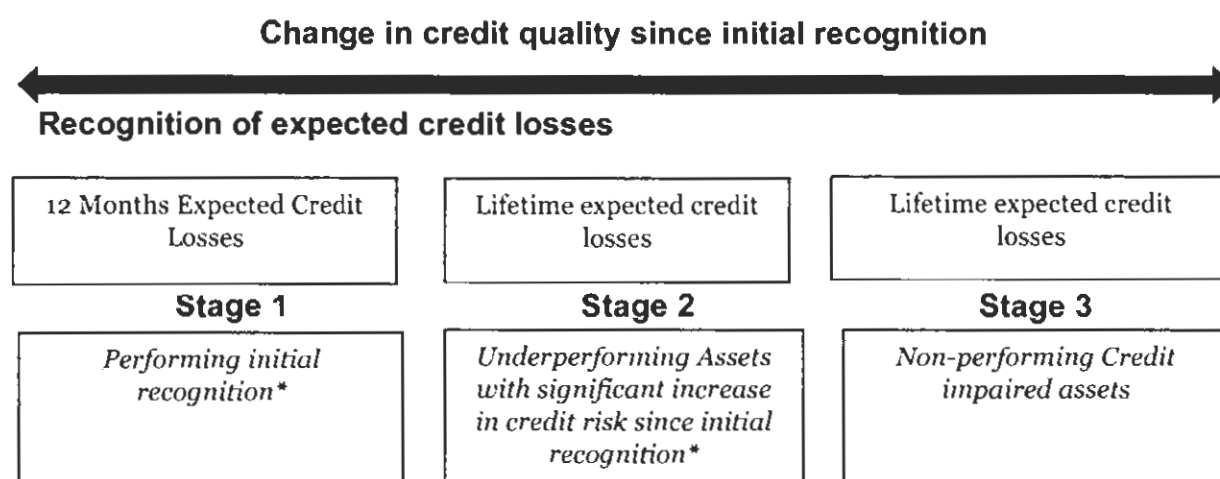 Change in credit quality since initial recognition
Recognition of expected credit losses
12 Months Expected Credit
Losses
Lifetime expected credit
losses
Lifetime expected credit
losses
Stage 1
Stage 2
Stage 3
Performing initial
recognition*
Underperforming Assets
with significant increase
in credit risk since initial
recognition*
Non-performing Credit
impaired assets